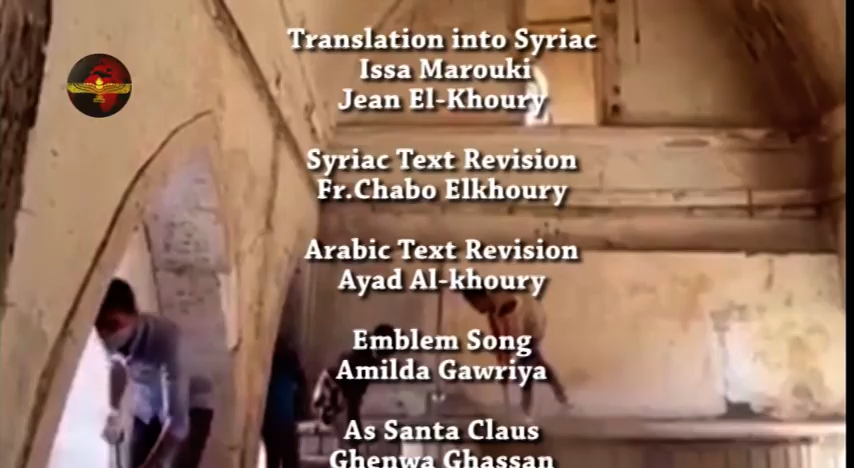 Translation into Syriac
Issa Marouki
Jean El-Khoury
Syriac Text Revision
Fr.Chabo Elkhoury
Arabic Text Revision
Ayad Al-khoury
Emblem Song
Amilda Gawriya
As Santa Claus
Ghenwa Ghassan